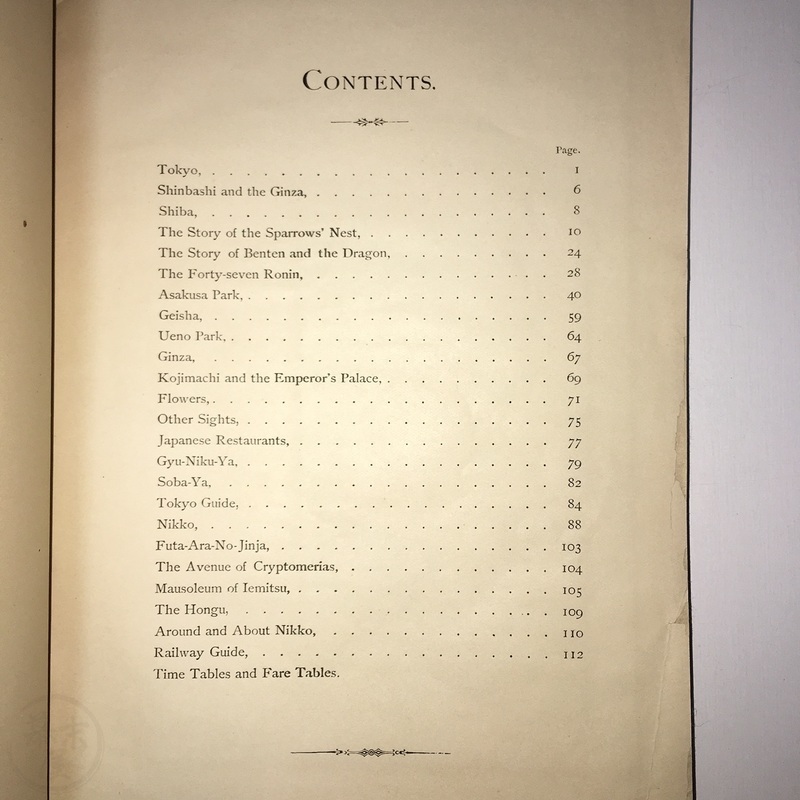 CONTENTS.
Page.
Tokyo, . . . . . . . . . . . . . . . . 1
Shinbashi and the Ginza, . . . . . . . . . . . 6
Shiba, . . . . . . . . . . . . . . . . 8
The Story of the Sparrows' Nest, . . . . . . . . . 10
The Story of Benten and the Dragon, . . . . . . . 24
The Forty-seven Ronin, . . . . . . . . . . . 28
Asakusa Park, . . . . . . . . . . . . . . 40
Geisha, . . . . . . . . . . . . . . . 59
Ueno Park, . . . . . . . . . . . . . . . 64
Ginza, . . . . . . . . . . . . . . . 67
Kojimachi and the Emperor's Palace, . . . . . . . . 69
Flowers, . . . . . . . . . . . . . . . . 71
Other Sights, . . . . . . . . . . . . . . 75
Japanese Restaurants, . . . . . . . . . . . . 77
Gyu-Niku-Ya, . . . . . . . . . . . . . . 79
Soba-Ya, . . . . . . . . . . . . . . . 82
Tokyo Guide, . . . . . . . . . . . . . . 84
Nikko, . . . . . . . . . . . . . . . . 88
Futa-Ara-No-Jinja, . . . . . . . . . . . . . 103
The Avenue of Cryptomerias, . . . . . . . . . 104
Mausoleum of Iemitsu, . . . . . . . . . . . . 105
The Hongu, . . . . . . . . . . . . . . 109
Around and About Nikko, . . . . . . . . . . 110
Railway Guide, . . . . . . . . . . . . . . 112
Time Tables and Fare Tables.